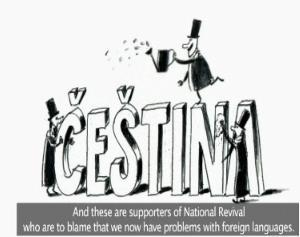 ČEŠTINA
And these are supporters of National Revival
who are to blame that we now have problems with foreign languages.